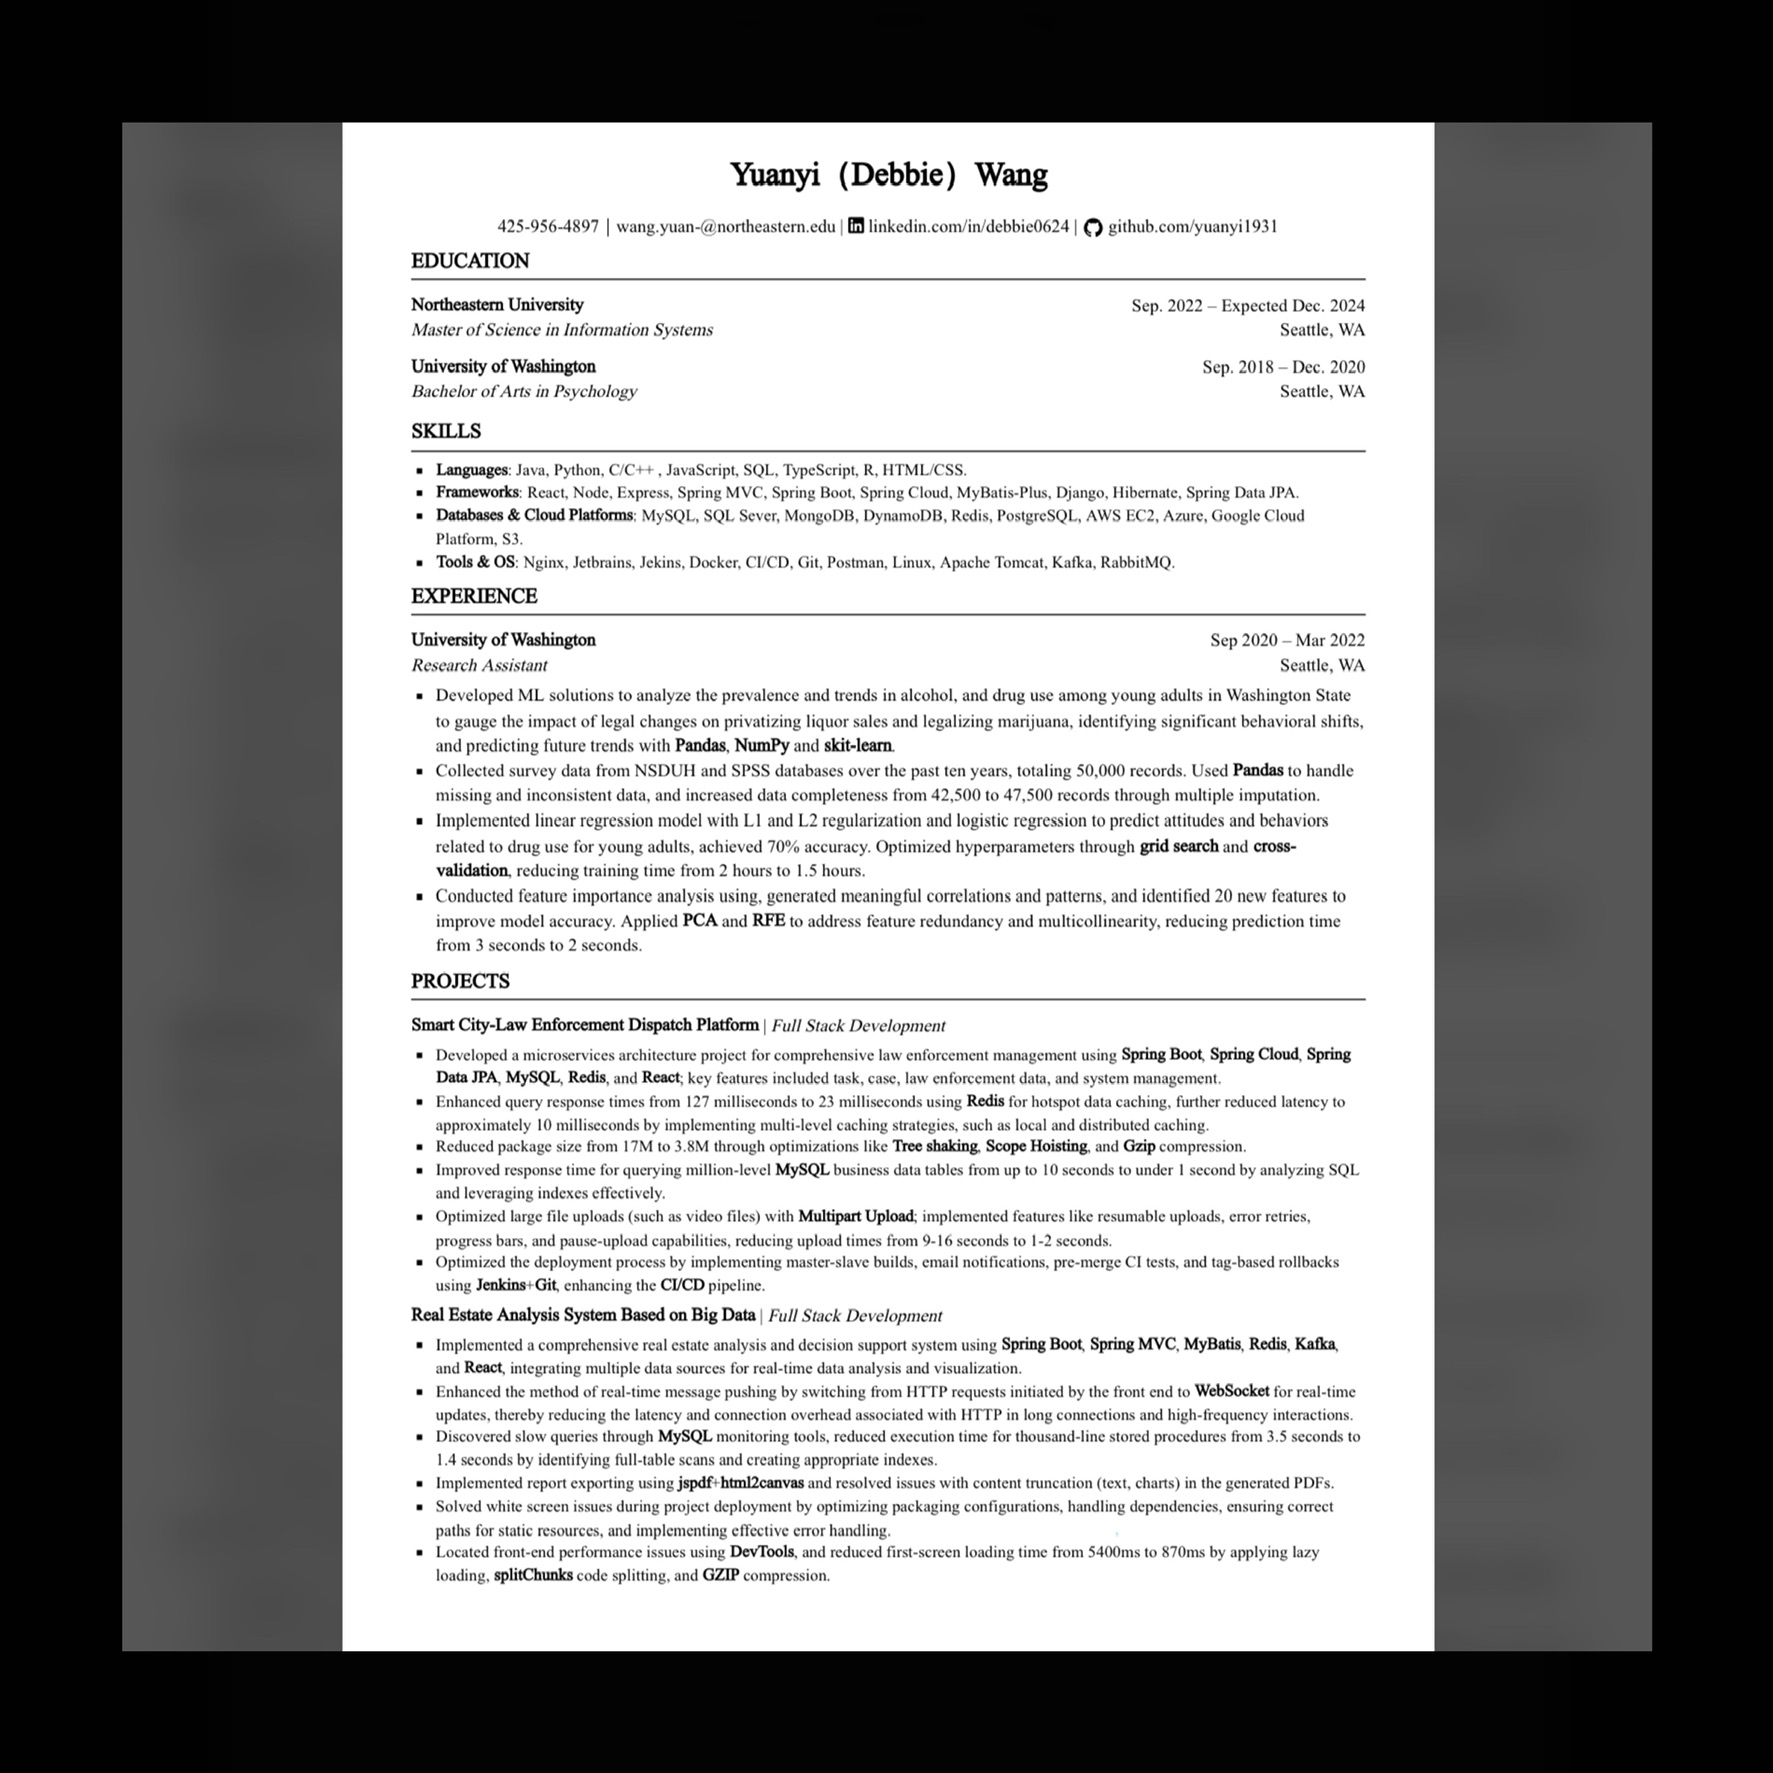 Yuanyi (Debbie) Wang
425-956-4897 | wang.yuan-@northeastern.edu | linkedin.com/in/debbie0624 | github.com/yuanyi1931
EDUCATION
Northeastern University Sep. 2022 – Expected Dec. 2024
Master of Science in Information Systems Seattle, WA
University of Washington Sep. 2018 – Dec. 2020
Bachelor of Arts in Psychology Seattle, WA
SKILLS
▪ Languages: Java, Python, C/C++ , JavaScript, SQL, TypeScript, R, HTML/CSS.
▪ Frameworks: React, Node, Express, Spring MVC, Spring Boot, Spring Cloud, MyBatis-Plus, Django, Hibernate, Spring Data JPA.
▪ Databases & Cloud Platforms: MySQL, SQL Sever, MongoDB, DynamoDB, Redis, PostgreSQL, AWS EC2, Azure, Google Cloud
Platform, S3.
▪ Tools & OS: Nginx, Jetbrains, Jekins, Docker, CI/CD, Git, Postman, Linux, Apache Tomcat, Kafka, RabbitMQ.
EXPERIENCE
University of Washington Sep 2020 – Mar 2022
Research Assistant Seattle, WA
▪ Developed ML solutions to analyze the prevalence and trends in alcohol, and drug use among young adults in Washington State
to gauge the impact of legal changes on privatizing liquor sales and legalizing marijuana, identifying significant behavioral shifts,
and predicting future trends with Pandas, NumPy and skit-learn.
▪ Collected survey data from NSDUH and SPSS databases over the past ten years, totaling 50,000 records. Used Pandas to handle
missing and inconsistent data, and increased data completeness from 42,500 to 47,500 records through multiple imputation.
▪ Implemented linear regression model with L1 and L2 regularization and logistic regression to predict attitudes and behaviors
related to drug use for young adults, achieved 70% accuracy. Optimized hyperparameters through grid search and cross-
validation, reducing training time from 2 hours to 1.5 hours.
▪ Conducted feature importance analysis using, generated meaningful correlations and patterns, and identified 20 new features to
improve model accuracy. Applied PCA and RFE to address feature redundancy and multicollinearity, reducing prediction time
from 3 seconds to 2 seconds.
PROJECTS
Smart City-Law Enforcement Dispatch Platform | Full Stack Development
▪ Developed a microservices architecture project for comprehensive law enforcement management using Spring Boot, Spring Cloud, Spring
Data JPA, MySQL, Redis, and React; key features included task, case, law enforcement data, and system management.
▪ Enhanced query response times from 127 milliseconds to 23 milliseconds using Redis for hotspot data caching, further reduced latency to
approximately 10 milliseconds by implementing multi-level caching strategies, such as local and distributed caching.
▪ Reduced package size from 17M to 3.8M through optimizations like Tree shaking, Scope Hoisting, and Gzip compression.
▪ Improved response time for querying million-level MySQL business data tables from up to 10 seconds to under 1 second by analyzing SQL
and leveraging indexes effectively.
▪ Optimized large file uploads (such as video files) with Multipart Upload; implemented features like resumable uploads, error retries,
progress bars, and pause-upload capabilities, reducing upload times from 9-16 seconds to 1-2 seconds.
▪ Optimized the deployment process by implementing master-slave builds, email notifications, pre-merge CI tests, and tag-based rollbacks
using Jenkins+Git, enhancing the CI/CD pipeline.
Real Estate Analysis System Based on Big Data | Full Stack Development
▪ Implemented a comprehensive real estate analysis and decision support system using Spring Boot, Spring MVC, MyBatis, Redis, Kafka,
and React, integrating multiple data sources for real-time data analysis and visualization.
▪ Enhanced the method of real-time message pushing by switching from HTTP requests initiated by the front end to WebSocket for real-time
updates, thereby reducing the latency and connection overhead associated with HTTP in long connections and high-frequency interactions.
▪ Discovered slow queries through MySQL monitoring tools, reduced execution time for thousand-line stored procedures from 3.5 seconds to
1.4 seconds by identifying full-table scans and creating appropriate indexes.
▪ Implemented report exporting using jspdf+html2canvas and resolved issues with content truncation (text, charts) in the generated PDFs.
▪ Solved white screen issues during project deployment by optimizing packaging configurations, handling dependencies, ensuring correct
paths for static resources, and implementing effective error handling.
▪ Located front-end performance issues using DevTools, and reduced first-screen loading time from 5400ms to 870ms by applying lazy
loading, splitChunks code splitting, and GZIP compression.